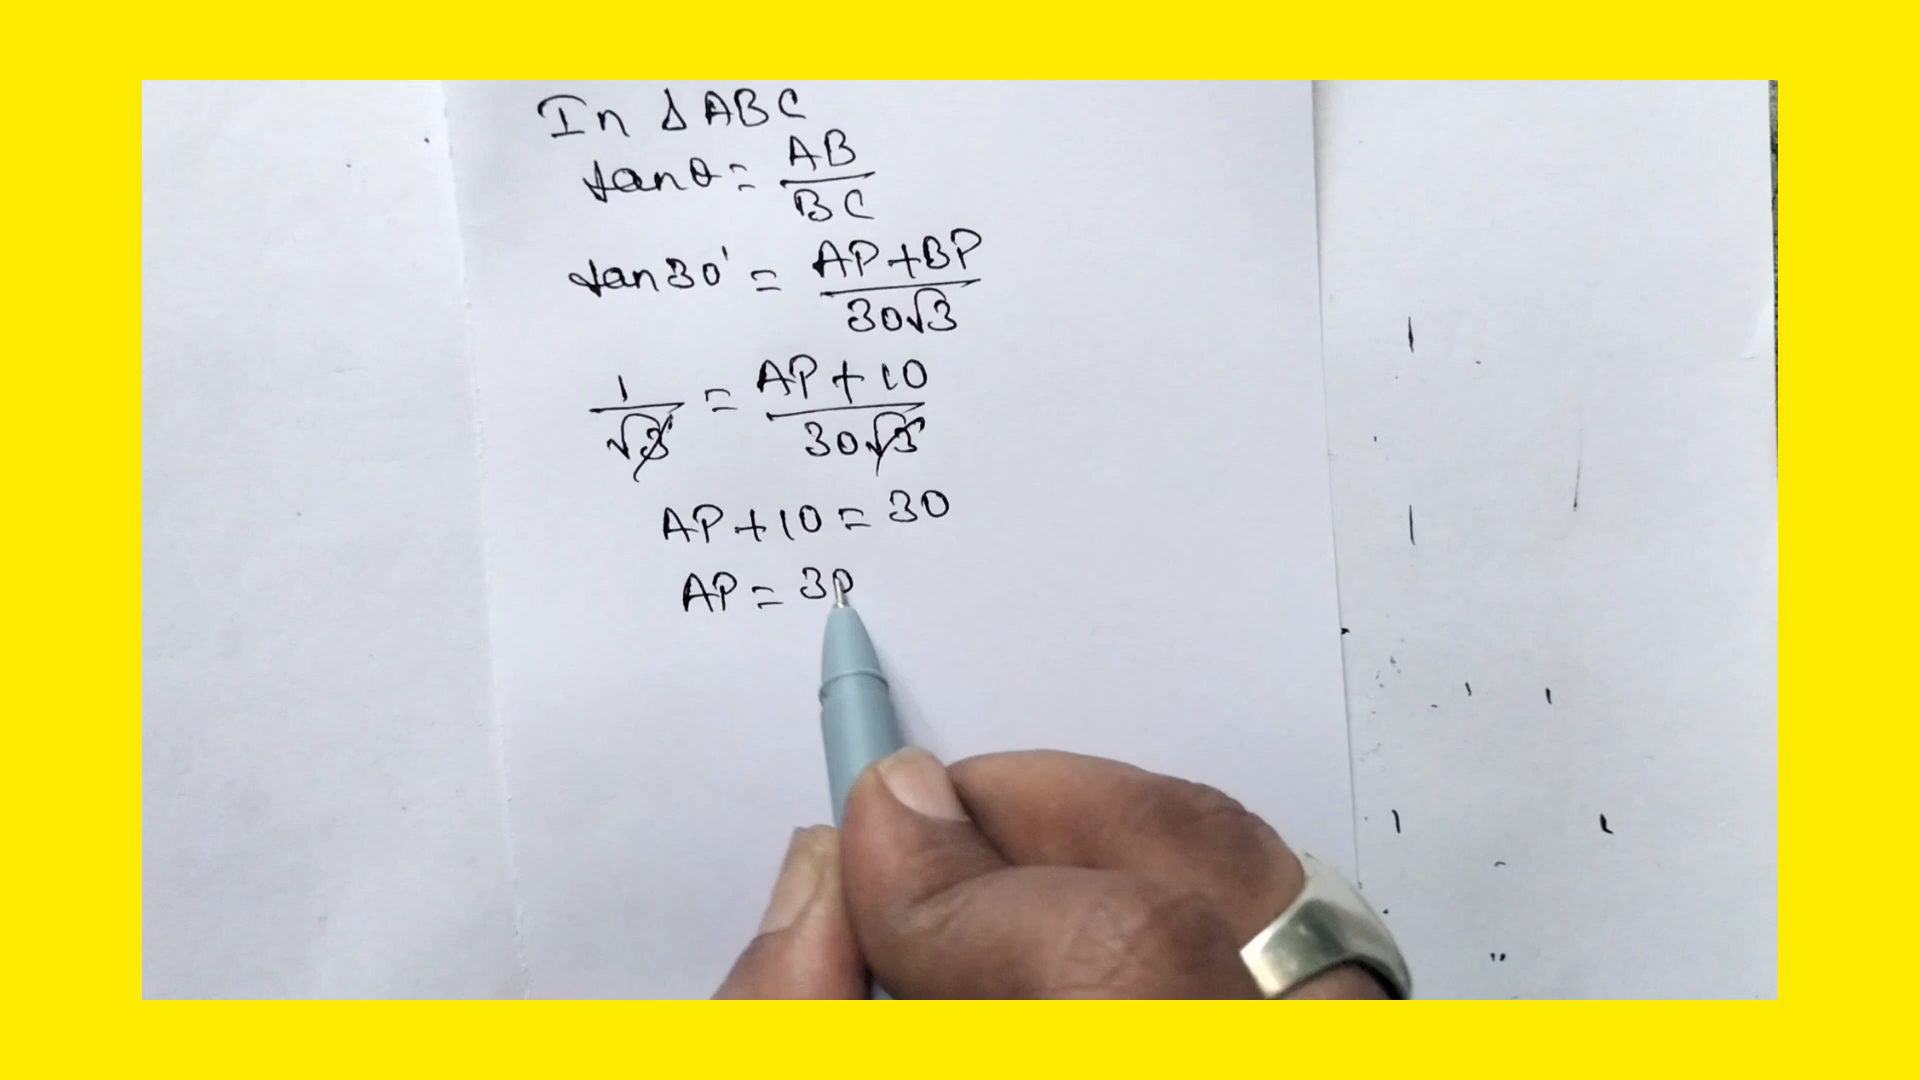 In ΔABC
tanθ = AB/BC
tan30' = AP+BP/30√3
1/√3 = AP+10/30√3
AP+10=30
AP=30